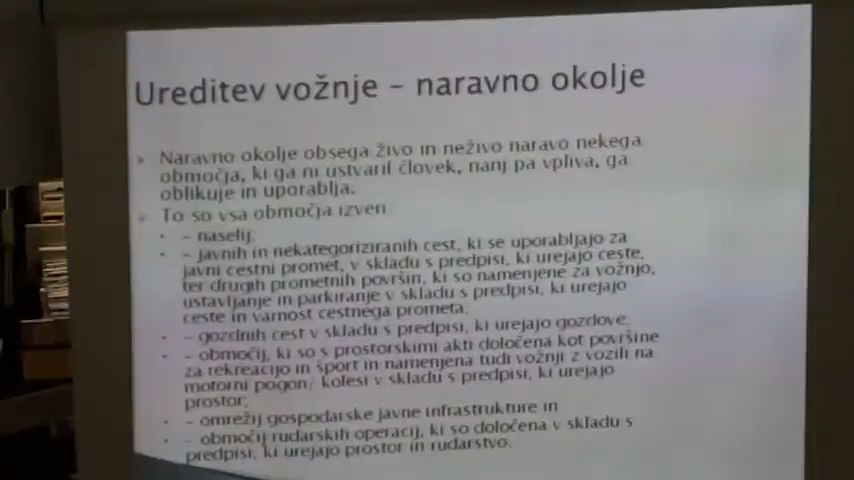 Ureditev vožnje – naravno okolje
Naravno okolje obsega živo in neživo naravo nekega
območja, ki ga ni ustvaril človek, nanj pa vpliva, ga
oblikuje in uporablja.
To so vsa območja izven
• – naselij;
• – javnih in nekategoriziranih cest, ki se uporabljajo za
javni cestni promet, v skladu s predpisi, ki urejajo ceste,
ter drugih prometnih površin, ki so namenjene za vožnjo,
ustavljanje in parkiranje v skladu s predpisi, ki urejajo
ceste in varnost cestnega prometa;
• – gozdnih cest v skladu s predpisi, ki urejajo gozdove;
• – območij, ki so s prostorskimi akti določena kot površine
za rekreacijo in šport in namenjena tudi vožnji z vozili na
motorni pogon/ kolesi v skladu s predpisi, ki urejajo
prostor;
• – omrežij gospodarske javne infrastrukture in
• – območij rudarskih operacij, ki so določena v skladu s
predpisi, ki urejajo prostor in rudarstvo.